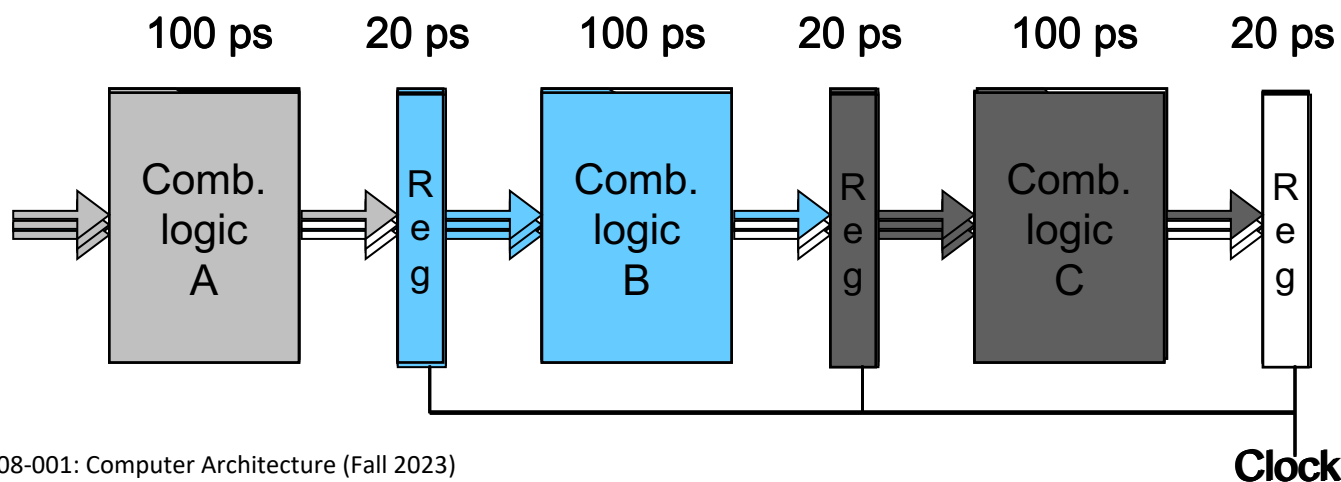 100 ps 20 ps 100 ps 20 ps 100 ps 20 ps
Comb.
logic
A
R
e
g
Comb.
logic
B
R
e
g
Comb.
logic
C
R
e
g
08-001: Computer Architecture (Fall 2023)
Clock